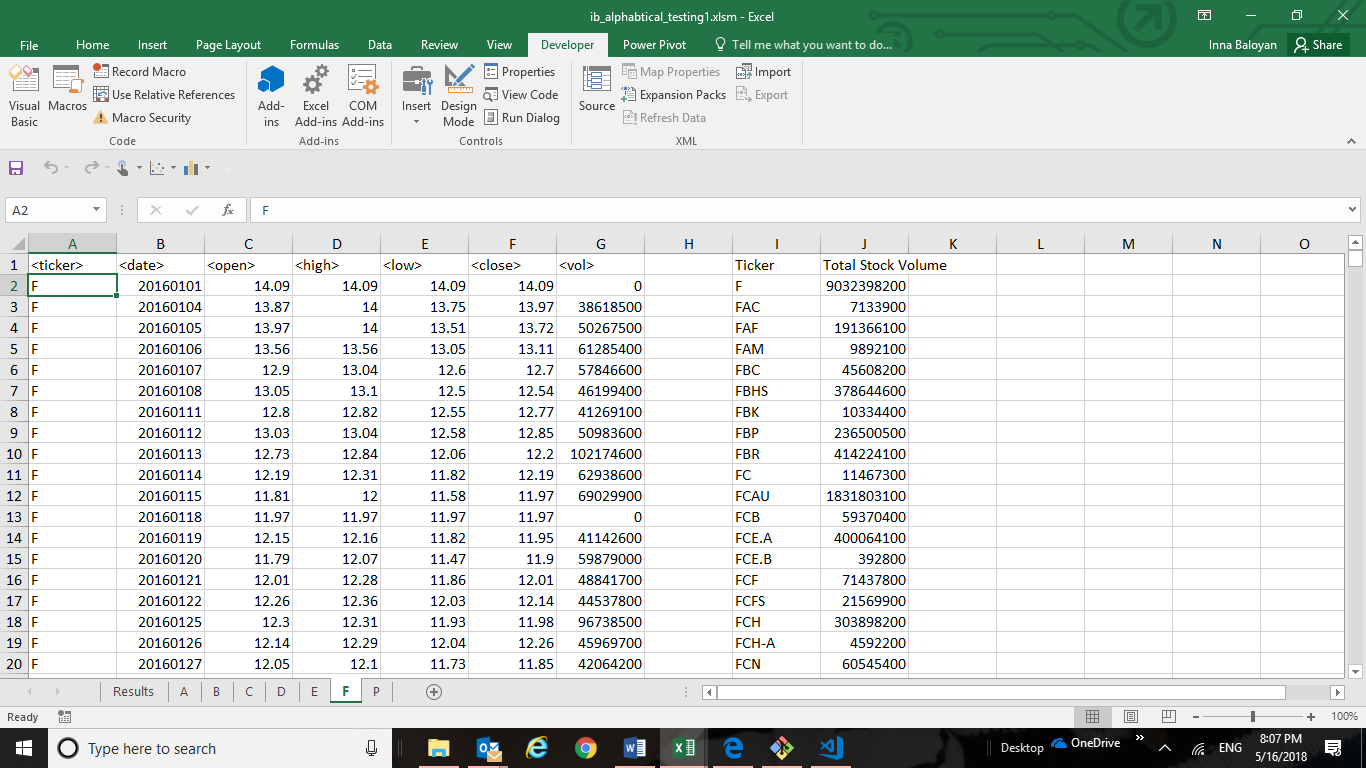 ib_alphabtical_testing1.xlsm - Excel
File Home Insert Page Layout Formulas Data Review View Developer Power Pivot Tell me what you want to do... Inna Baloyan Share
Visual Basic
Macros
Record Macro
Use Relative References
Macro Security
Code
Add-ins
Excel Add-ins
COM Add-ins
Add-ins
Insert
Design Mode
Properties
View Code
Run Dialog
Controls
Source
Map Properties
Expansion Packs
Refresh Data
Import
Export
XML
A2 fx F
A B C D E F G H I J K L M N O
1 <ticker> <date> <open> <high> <low> <close> <vol> Ticker Total Stock Volume
2 F 20160101 14.09 14.09 14.09 14.09 0 F 9032398200
3 F 20160104 13.87 14 13.75 13.97 38618500 FAC 7133900
4 F 20160105 13.97 14 13.51 13.72 50267500 FAF 191366100
5 F 20160106 13.56 13.56 13.05 13.11 61285400 FAM 9892100
6 F 20160107 12.9 13.04 12.6 12.7 57846600 FBC 45608200
7 F 20160108 13.05 13.1 12.5 12.54 46199400 FBHS 378644600
8 F 20160111 12.8 12.82 12.55 12.77 41269100 FBK 10334400
9 F 20160112 13.03 13.04 12.58 12.85 50983600 FBP 236500500
10 F 20160113 12.73 12.84 12.06 12.2 102174600 FBR 414224100
11 F 20160114 12.19 12.31 11.82 12.19 62938600 FC 11467300
12 F 20160115 11.81 12 11.58 11.97 69029900 FCAU 1831803100
13 F 20160118 11.97 11.97 11.97 11.97 0 FCB 59370400
14 F 20160119 12.15 12.16 11.82 11.95 41142600 FCE.A 400064100
15 F 20160120 11.79 12.07 11.47 11.9 59879000 FCE.B 392800
16 F 20160121 12.01 12.28 11.86 12.01 48841700 FCF 71437800
17 F 20160122 12.26 12.36 12.03 12.14 44537800 FCFS 21569900
18 F 20160125 12.3 12.31 11.93 11.98 96738500 FCH 303898200
19 F 20160126 12.14 12.29 12.04 12.26 45969700 FCH-A 4592200
20 F 20160127 12.05 12.1 11.73 11.85 42064200 FCN 60545400
Results A B C D E F P
Ready 100%
Type here to search Desktop OneDrive ENG 8:07 PM
5/16/2018